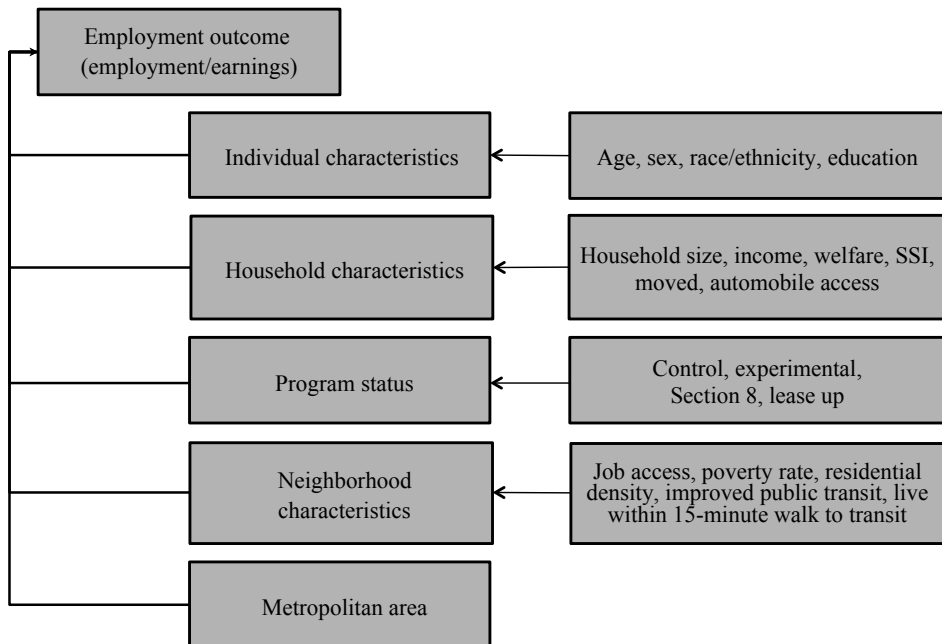 Employment outcome
(employment/earnings)
Individual characteristics
Age, sex, race/ethnicity, education
Household characteristics
Household size, income, welfare, SSI,
moved, automobile access
Program status
Control, experimental,
Section 8, lease up
Neighborhood
characteristics
Job access, poverty rate, residential
density, improved public transit, live
within 15-minute walk to transit
Metropolitan area